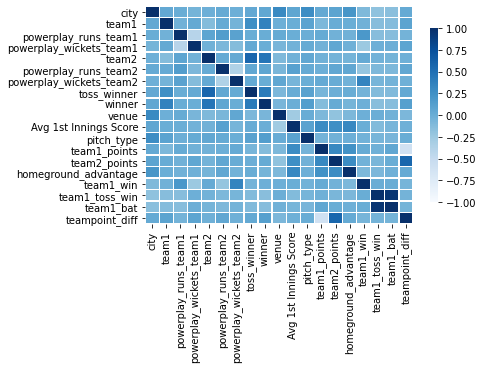 city
team1
powerplay_runs_team1
powerplay_wickets_team1
team2
powerplay_runs_team2
powerplay_wickets_team2
toss_winner
winner
venue
Avg 1st Innings Score
pitch_type
team1_points
team2_points
homeground_advantage
team1_win
team1_toss_win
team1_bat
teampoint_diff
city
team1
powerplay_runs_team1
powerplay_wickets_team1
team2
powerplay_runs_team2
powerplay_wickets_team2
toss_winner
winner
venue
Avg 1st Innings Score
pitch_type
team1_points
team2_points
homeground_advantage
team1_win
team1_toss_win
team1_bat
teampoint_diff
1.00
0.75
0.50
0.25
0.00
−0.25
−0.50
−0.75
−1.00